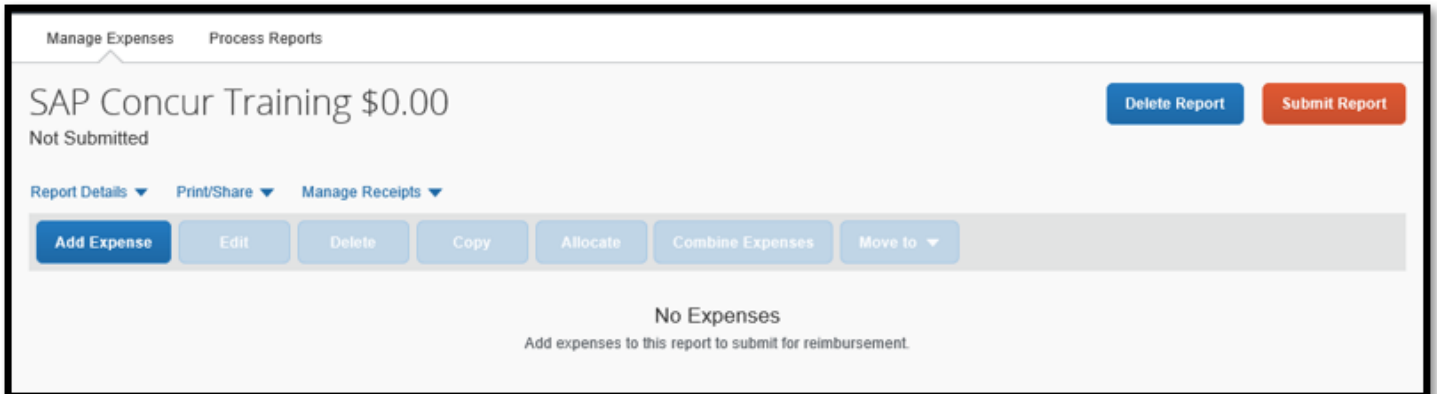 Manage Expenses Process Reports
SAP Concur Training $0.00
Delete Report Submit Report
Not Submitted
Report Details Print/Share Manage Receipts
Add Expense Edit Delete Copy Allocate Combine Expenses Move to
No Expenses
Add expenses to this report to submit for reimbursement.